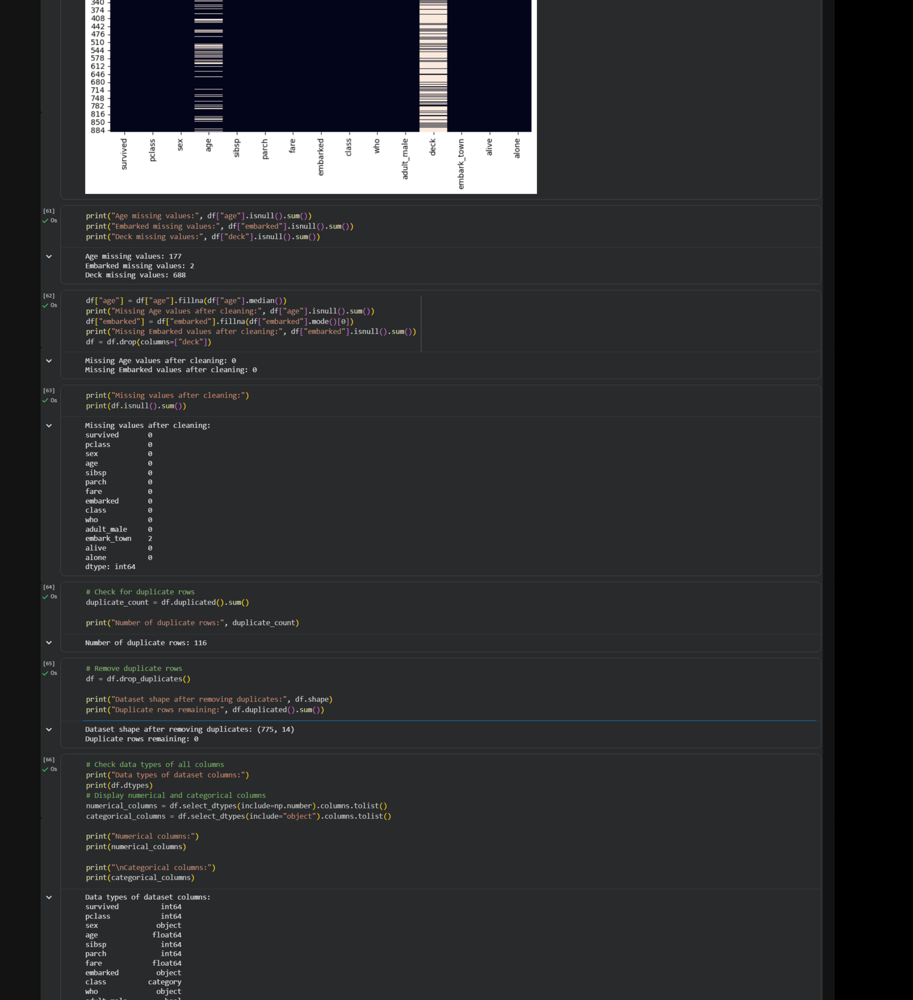 340
374
408
442
476
510
544
578
612
646
680
714
748
782
816
850
884
survived
pclass
sex
age
sibsp
parch
fare
embarked
class
who
adult_male
deck
embark_town
alive
alone
[61]
0s
print("Age missing values:", df["age"].isnull().sum())
print("Embarked missing values:", df["embarked"].isnull().sum())
print("Deck missing values:", df["deck"].isnull().sum())
Age missing values: 177
Embarked missing values: 2
Deck missing values: 688
[62]
0s
df["age"] = df["age"].fillna(df["age"].median())
print("Missing Age values after cleaning:", df["age"].isnull().sum())
df["embarked"] = df["embarked"].fillna(df["embarked"].mode()[0])
print("Missing Embarked values after cleaning:", df["embarked"].isnull().sum())
df = df.drop(columns=["deck"])
Missing Age values after cleaning: 0
Missing Embarked values after cleaning: 0
[63]
0s
print("Missing values after cleaning:")
print(df.isnull().sum())
Missing values after cleaning:
survived 0
pclass 0
sex 0
age 0
sibsp 0
parch 0
fare 0
embarked 0
class 0
who 0
adult_male 0
embark_town 2
alive 0
alone 0
dtype: int64
[64]
0s
# Check for duplicate rows
duplicate_count = df.duplicated().sum()
print("Number of duplicate rows:", duplicate_count)
Number of duplicate rows: 116
[65]
0s
# Remove duplicate rows
df = df.drop_duplicates()
print("Dataset shape after removing duplicates:", df.shape)
print("Duplicate rows remaining:", df.duplicated().sum())
Dataset shape after removing duplicates: (775, 14)
Duplicate rows remaining: 0
[66]
0s
# Check data types of all columns
print("Data types of dataset columns:")
print(df.dtypes)
# Display numerical and categorical columns
numerical_columns = df.select_dtypes(include=np.number).columns.tolist()
categorical_columns = df.select_dtypes(include="object").columns.tolist()
print("Numerical columns:")
print(numerical_columns)
print("\nCategorical columns:")
print(categorical_columns)
Data types of dataset columns:
survived int64
pclass int64
sex object
age float64
sibsp int64
parch int64
fare float64
embarked object
class category
who object